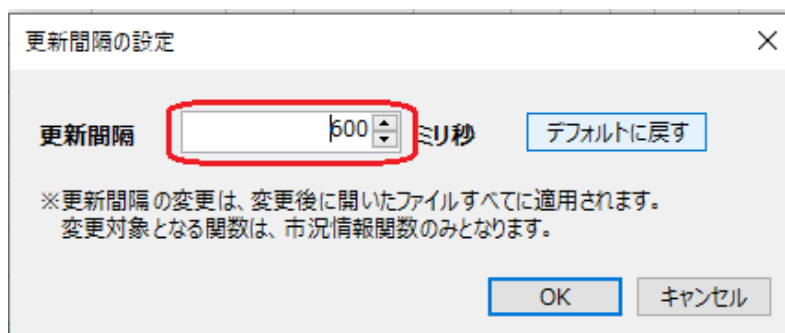 更新間隔の設定
更新間隔 600 ミリ秒 デフォルトに戻す
※更新間隔の変更は、変更後に開いたファイルすべてに適用されます。
変更対象となる関数は、市況情報関数のみとなります。
OK キャンセル